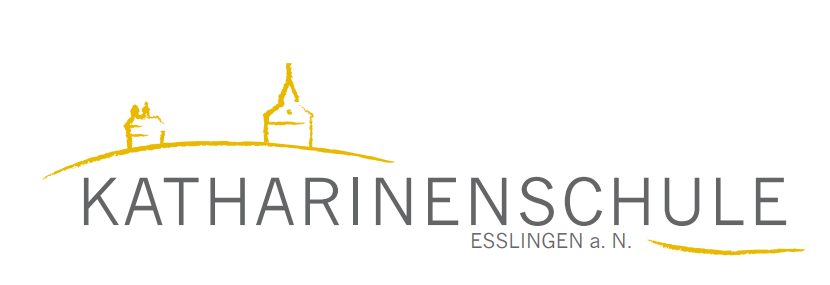 KATHARINENSCHULE
ESSLINGEN a. N.